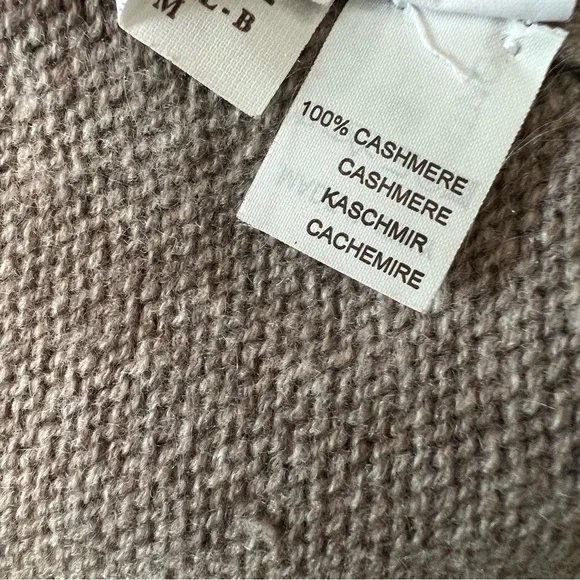 L - B
M
100% CASHMERE
CASHMERE
KASCHMIR
CACHEMIRE